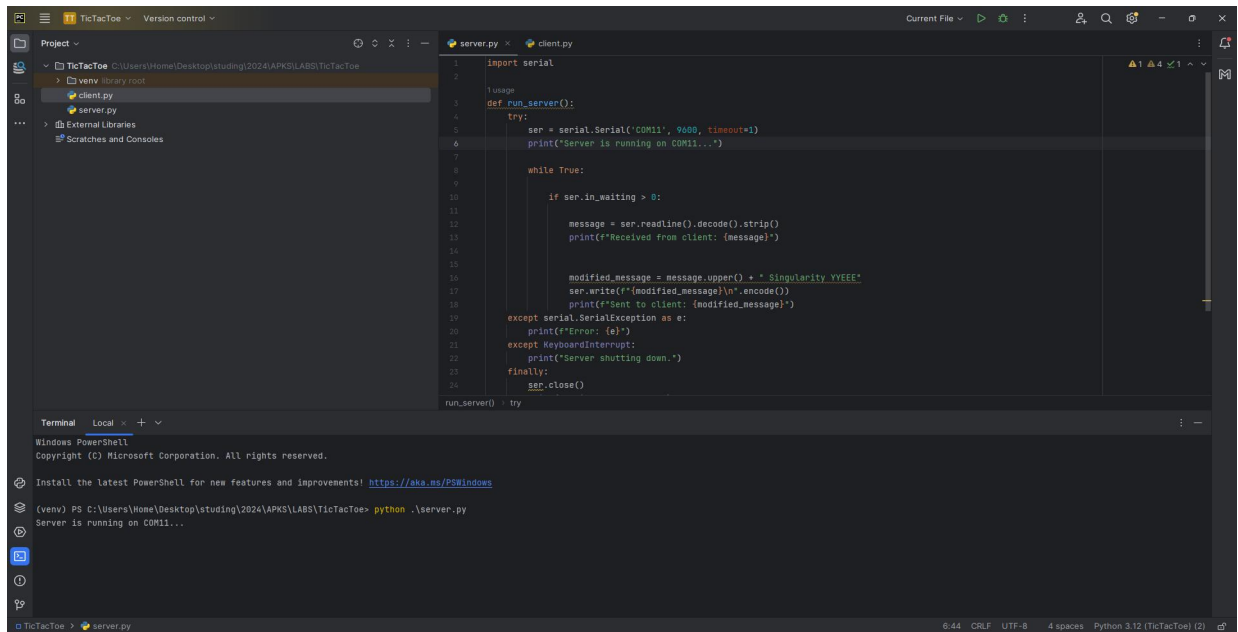 PC TT TicTacToe Version control Current File
Project
server.py client.py
TicTacToe C:\Users\Home\Desktop\studing\2024\APKS\LABS\TicTacToe
venv library root
client.py
server.py
External Libraries
Scratches and Consoles
1 import serial
1 4 1
2
1 usage
3 def run_server():
4 try:
5 ser = serial.Serial('COM11', 9600, timeout=1)
6 print("Server is running on COM11...")
7
8 while True:
9
10 if ser.in_waiting > 0:
11
12 message = ser.readline().decode().strip()
13 print(f"Received from client: {message}")
14
15
16 modified_message = message.upper() + " Singularity YYEEE"
17 ser.write(f"{modified_message}\n".encode())
18 print(f"Sent to client: {modified_message}")
19 except serial.SerialException as e:
20 print(f"Error: {e}")
21 except KeyboardInterrupt:
22 print("Server shutting down.")
23 finally:
24 ser.close()
run_server() › try
Terminal Local
Windows PowerShell
Copyright (C) Microsoft Corporation. All rights reserved.
Install the latest PowerShell for new features and improvements! https://aka.ms/PSWindows
(venv) PS C:\Users\Home\Desktop\studing\2024\APKS\LABS\TicTacToe> python .\server.py
Server is running on COM11...
TicTacToe > server.py 6:44 CRLF UTF-8 4 spaces Python 3.12 (TicTacToe) (2)